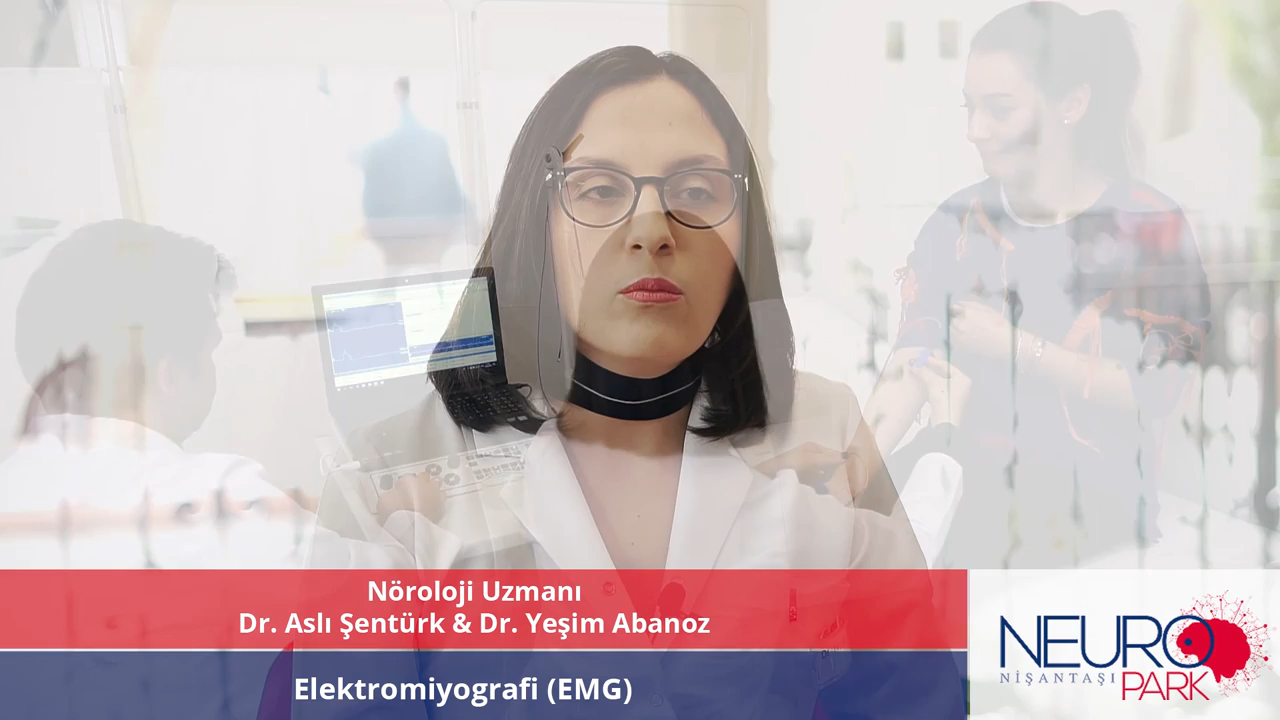 Nöroloji Uzmanı
Dr. Aslı Şentürk & Dr. Yeşim Abanoz
Elektromiyografi (EMG)
NEURO
NİŞANTAŞI
PARK